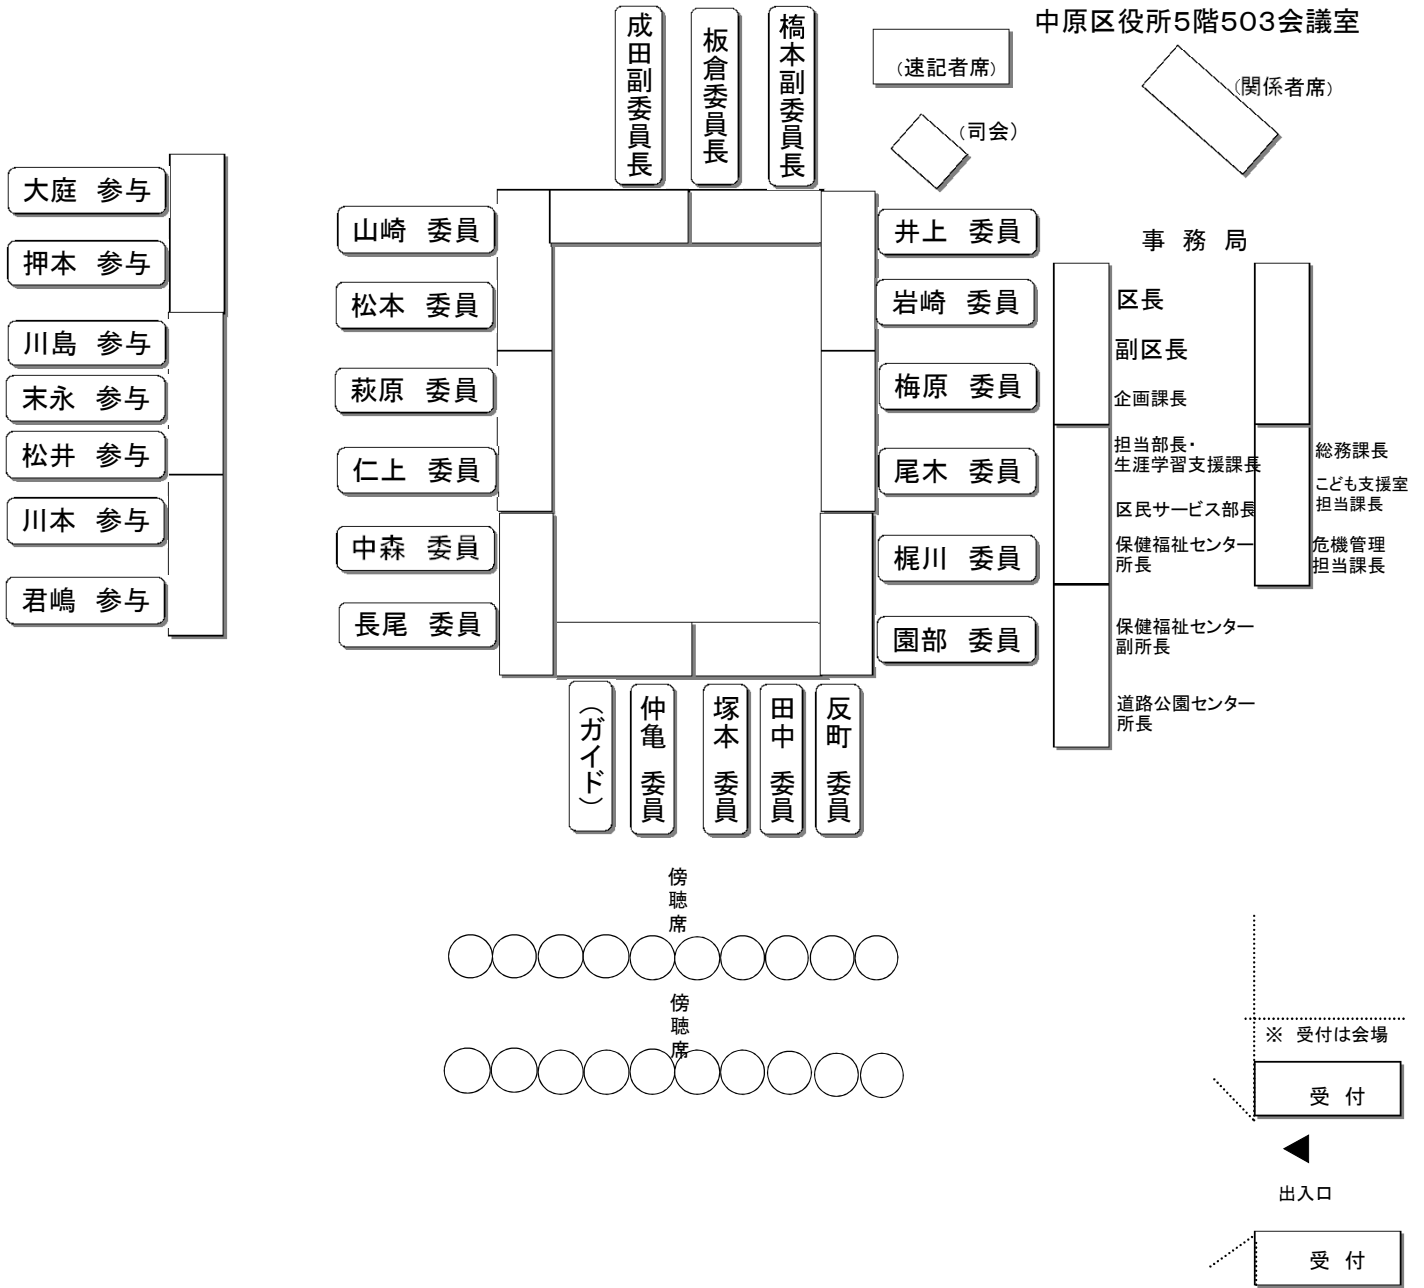 中原区役所5階503会議室
成田副委員長
板倉委員長
橋本副委員長
(速記者席)
(関係者席)
(司会)
大庭 参与
押本 参与
川島 参与
末永 参与
松井 参与
川本 参与
君嶋 参与
山崎 委員
松本 委員
萩原 委員
仁上 委員
中森 委員
長尾 委員
井上 委員
岩崎 委員
梅原 委員
尾木 委員
梶川 委員
園部 委員
事 務 局
区長
副区長
企画課長
担当部長・
生涯学習支援課長
区民サービス部長
保健福祉センター
所長
保健福祉センター
副所長
道路公園センター
所長
総務課長
こども支援室
担当課長
危機管理
担当課長
(ガイド)
仲亀 委員
塚本 委員
田中 委員
反町 委員
傍聴席
傍聴席
※ 受付は会場
受 付
出入口
受 付